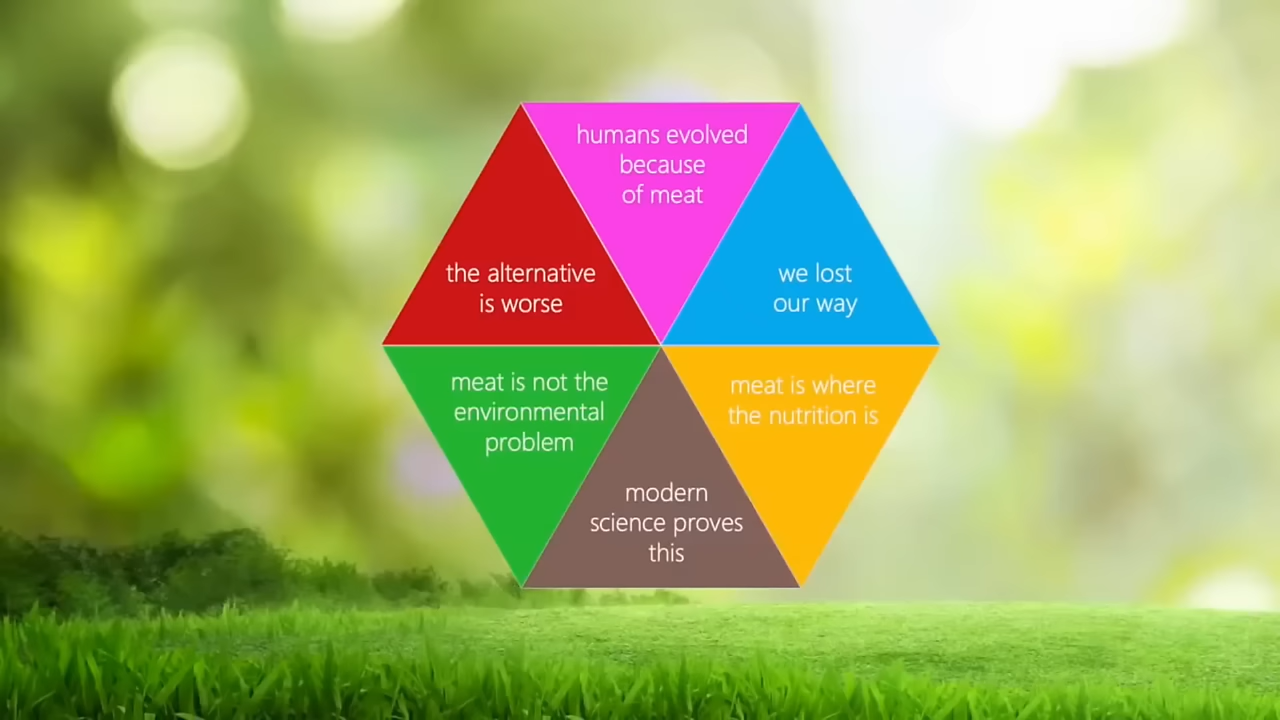 humans evolved
because
of meat
the alternative
is worse
we lost
our way
meat is not the
environmental
problem
meat is where
the nutrition is
modern
science proves
this